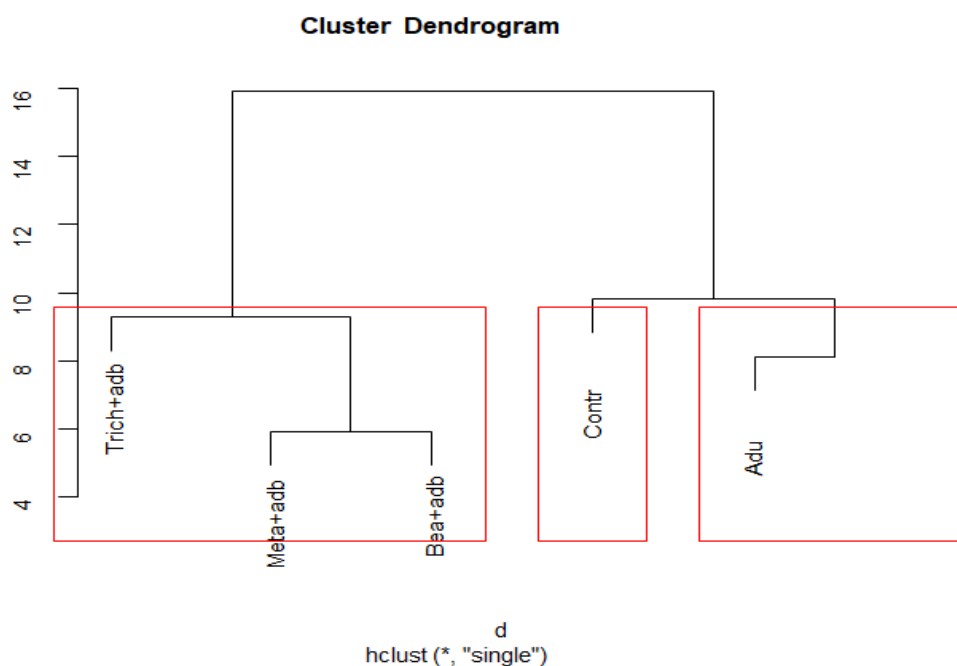 Cluster Dendrogram
16
14
12
10
8
6
4
Trich+adb
Meta+adb
Bea+adb
Contr
Adu
d
hclust (*, "single")